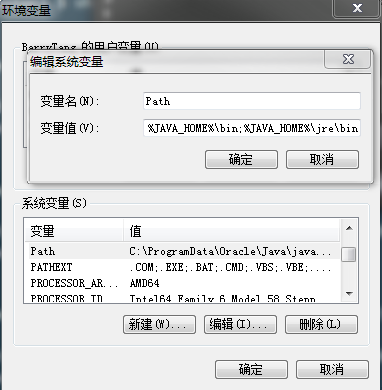 环境变量
BarryTang 的用户变量(U)
编辑系统变量
变量名(N):
Path
变量值(V):
%JAVA_HOME%\bin;%JAVA_HOME%\jre\bin
确定
取消
系统变量(S)
变量 值
Path C:\ProgramData\Oracle\Java\java...
PATHEXT .COM;.EXE;.BAT;.CMD;.VBS;.VBE;....
PROCESSOR_AR... AMD64
PROCESSOR_ID Intel64 Family 6 Model 58 Stepp
新建(W)... 编辑(I)... 删除(L)
确定 取消